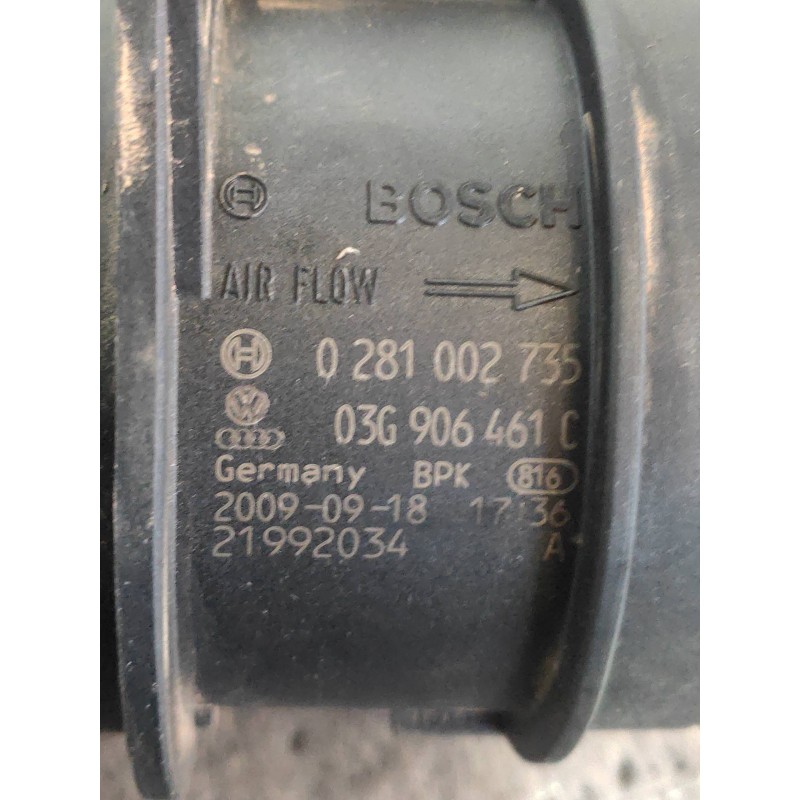 BOSCH
AIR FLOW
0 281 002 735
03G 906 461 C
Germany BPK 816
2009-09-18 17:36
21992034 A